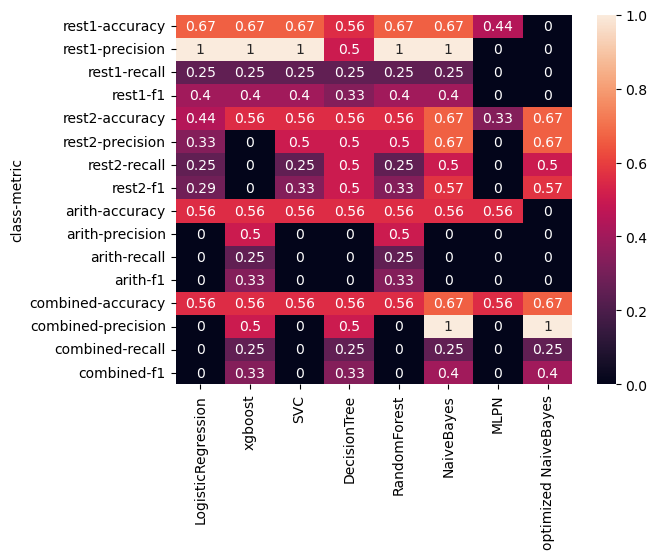 class-metric
rest1-accuracy 0.67 0.67 0.67 0.56 0.67 0.67 0.44 0
rest1-precision 1 1 1 0.5 1 1 0 0
rest1-recall 0.25 0.25 0.25 0.25 0.25 0.25 0 0
rest1-f1 0.4 0.4 0.4 0.33 0.4 0.4 0 0
rest2-accuracy 0.44 0.56 0.56 0.56 0.56 0.67 0.33 0.67
rest2-precision 0.33 0 0.5 0.5 0.5 0.67 0 0.67
rest2-recall 0.25 0 0.25 0.5 0.25 0.5 0 0.5
rest2-f1 0.29 0 0.33 0.5 0.33 0.57 0 0.57
arith-accuracy 0.56 0.56 0.56 0.56 0.56 0.56 0.56 0
arith-precision 0 0.5 0 0 0.5 0 0 0
arith-recall 0 0.25 0 0 0.25 0 0 0
arith-f1 0 0.33 0 0 0.33 0 0 0
combined-accuracy 0.56 0.56 0.56 0.56 0.56 0.67 0.56 0.67
combined-precision 0 0.5 0 0.5 0 1 0 1
combined-recall 0 0.25 0 0.25 0 0.25 0 0.25
combined-f1 0 0.33 0 0.33 0 0.4 0 0.4
LogisticRegression
xgboost
SVC
DecisionTree
RandomForest
NaiveBayes
MLPN
optimized NaiveBayes
1.0
0.8
0.6
0.4
0.2
0.0